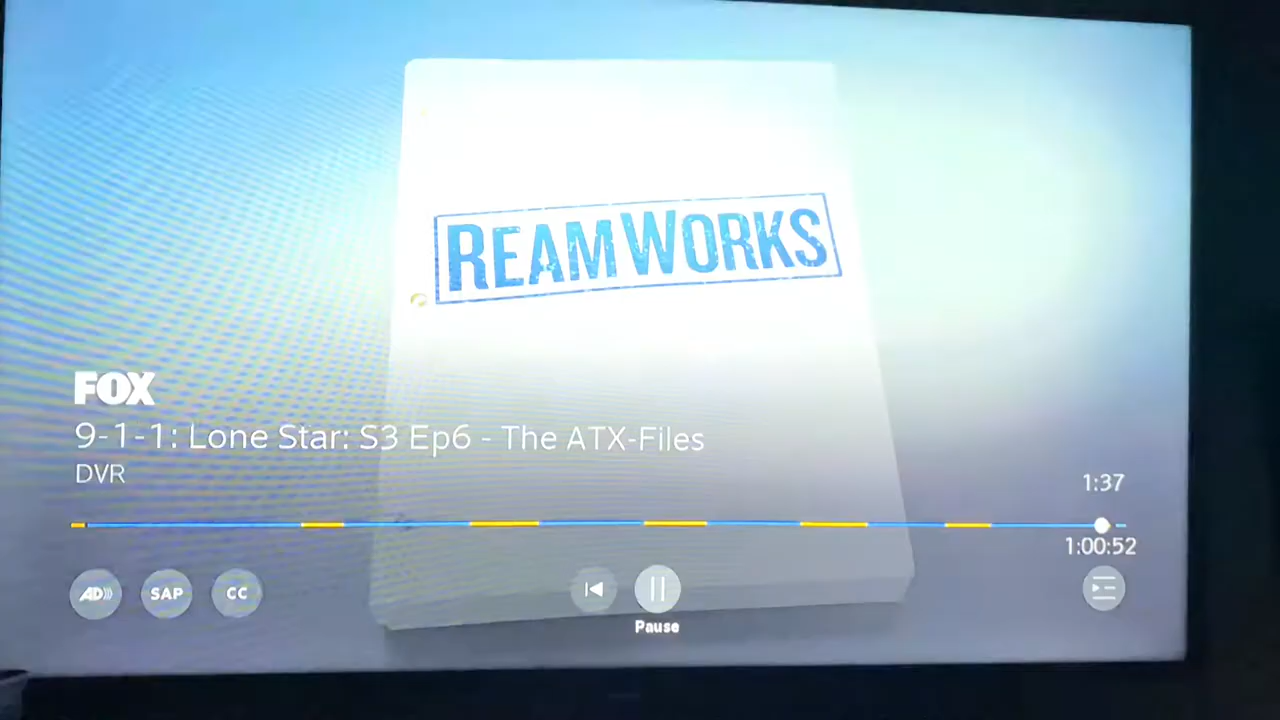 REAMWORKS
FOX
9-1-1: Lone Star: S3 Ep6 - The ATX-Files
DVR
1:37
1:00:52
AD
SAP
CC
Pause